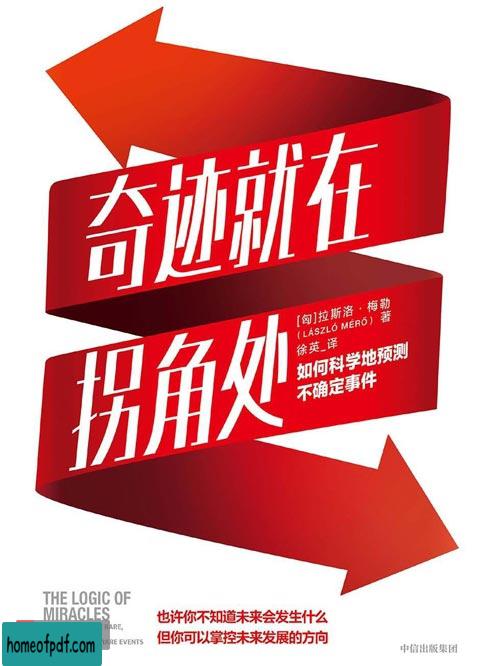 奇迹就在
拐角处
[匈]拉斯洛·梅勒
(LÁSZLÓ MÉRŐ) 著
徐英_译
如何科学地预测
不确定事件
THE LOGIC OF
MIRACLES
RARE,
EVENTS
也许你不知道未来会发生什么
但你可以掌控未来发展的方向
中信出版集团
homeofpdf.com